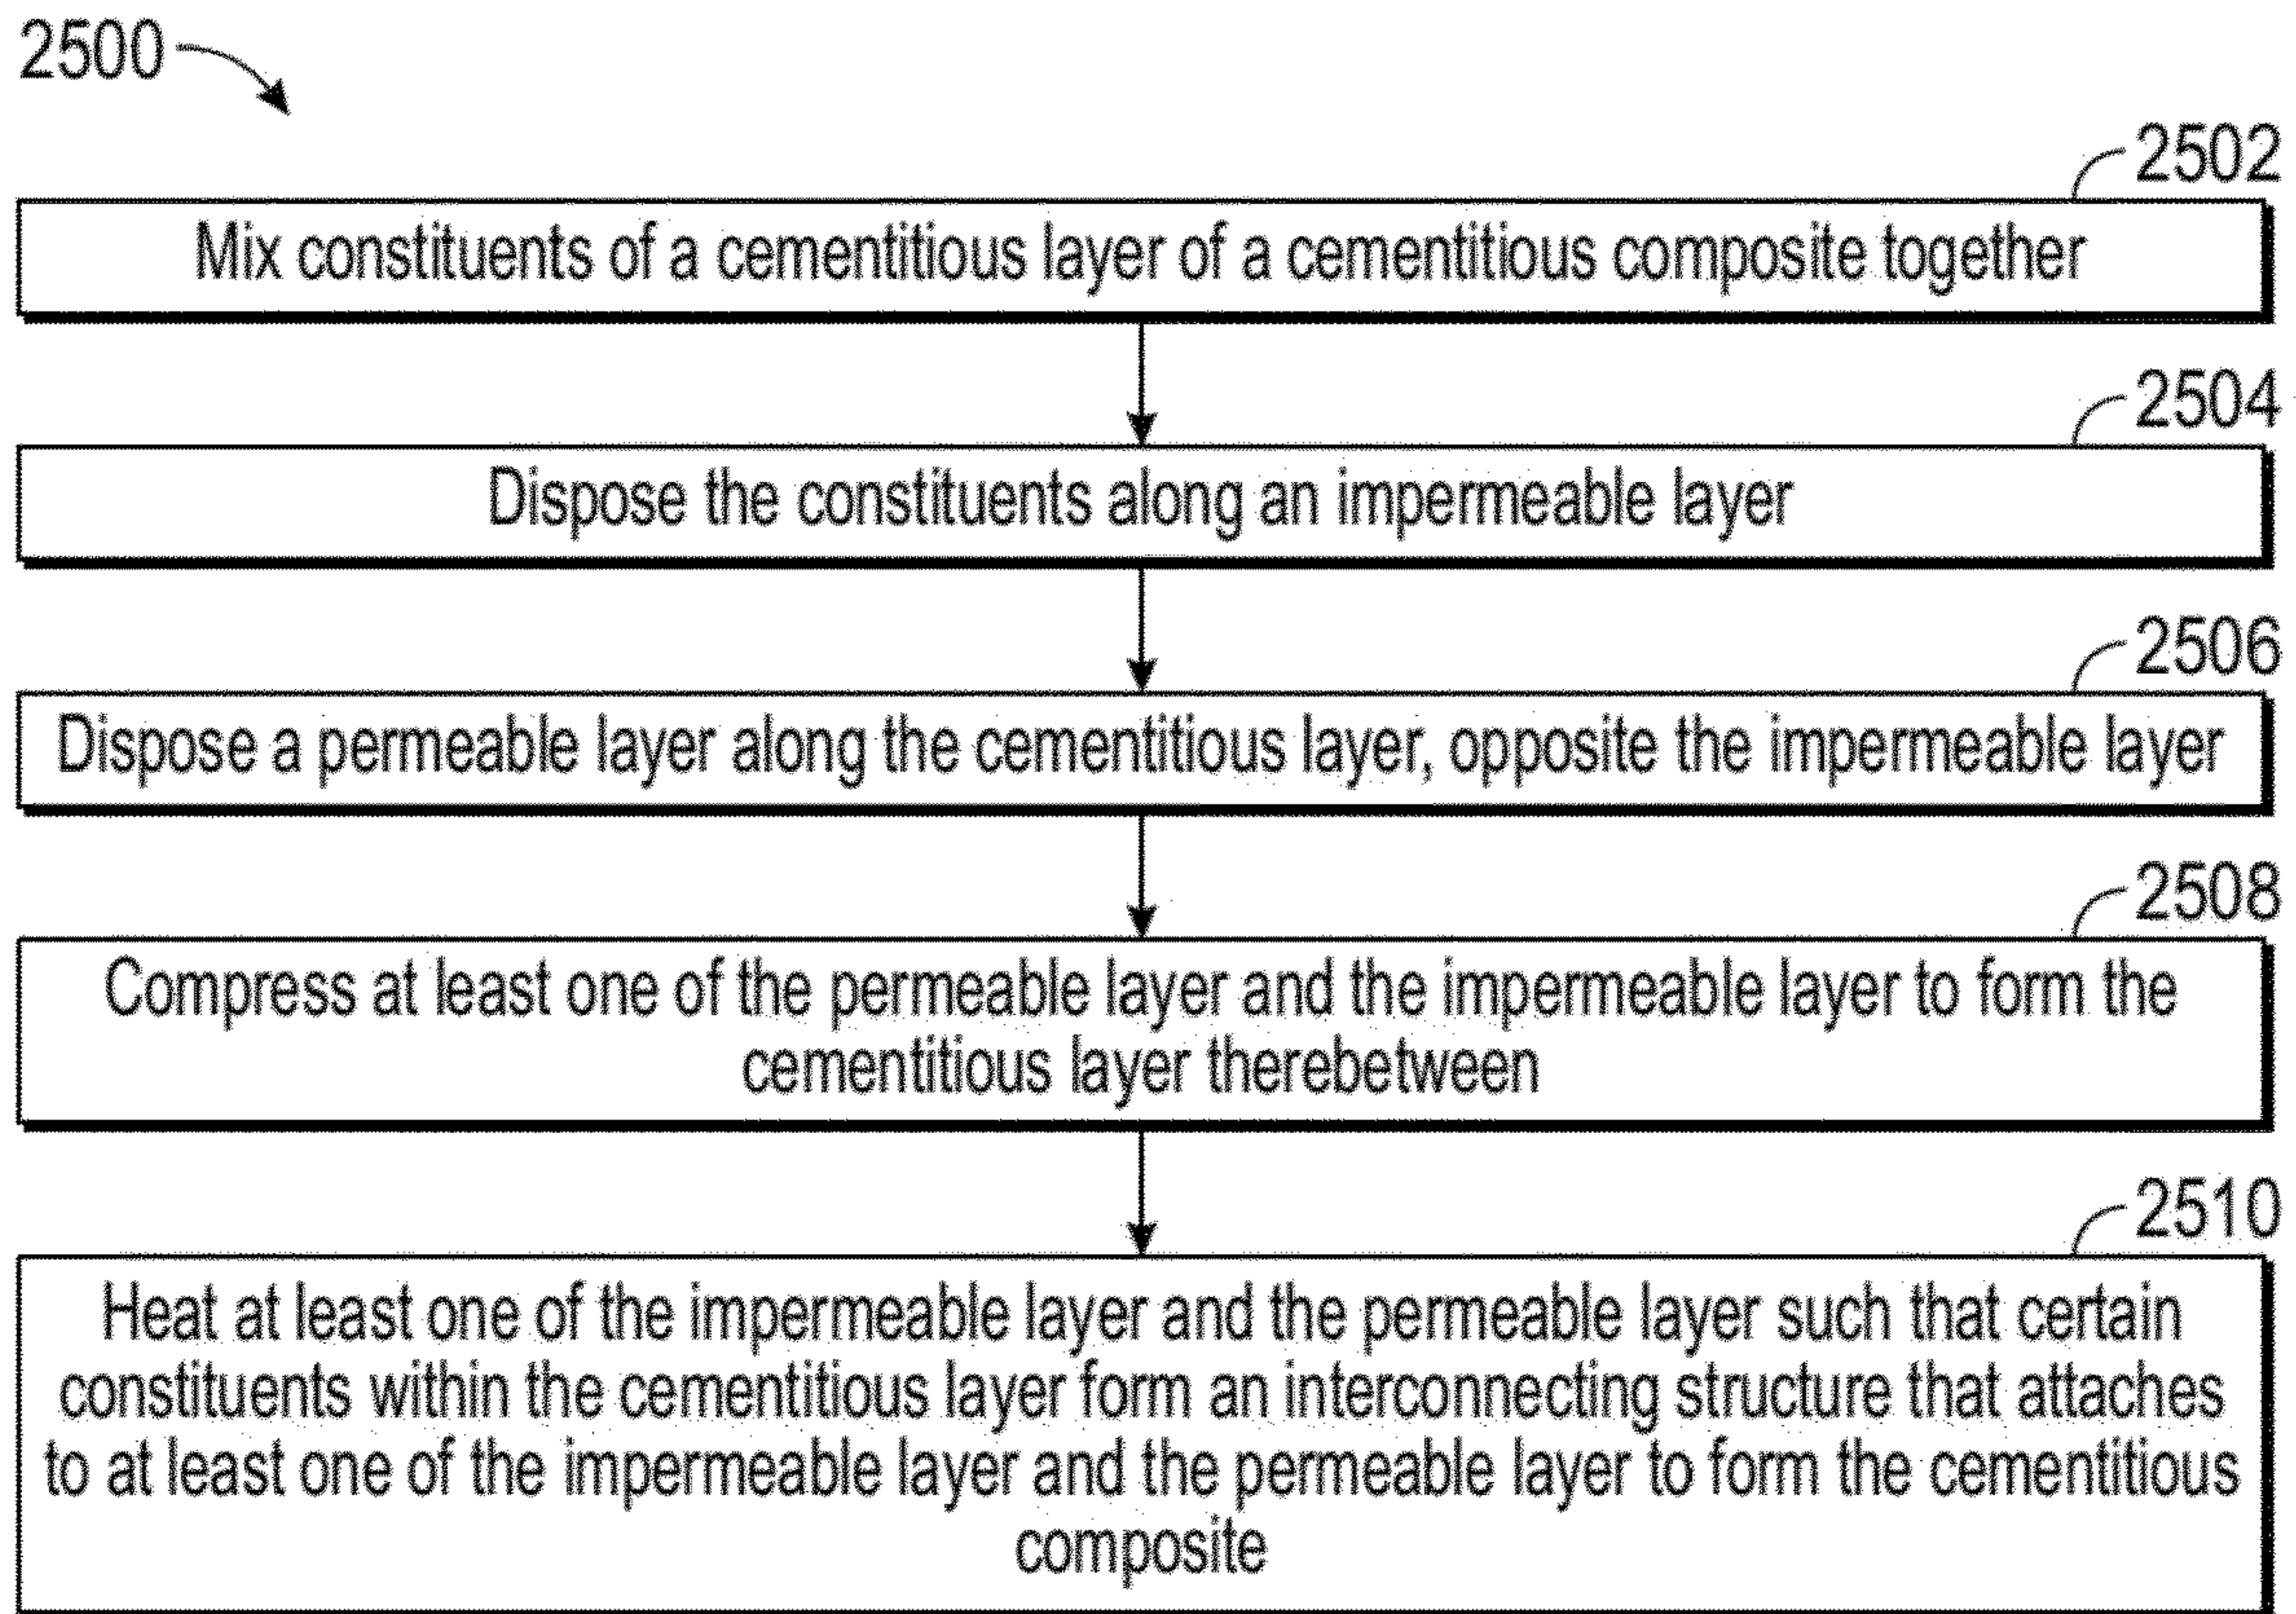 2500
2502
Mix constituents of a cementitious layer of a cementitious composite together
2504
Dispose the constituents along an impermeable layer
2506
Dispose a permeable layer along the cementitious layer, opposite the impermeable layer
2508
Compress at least one of the permeable layer and the impermeable layer to form the
cementitious layer therebetween
2510
Heat at least one of the impermeable layer and the permeable layer such that certain
constituents within the cementitious layer form an interconnecting structure that attaches
to at least one of the impermeable layer and the permeable layer to form the cementitious
composite